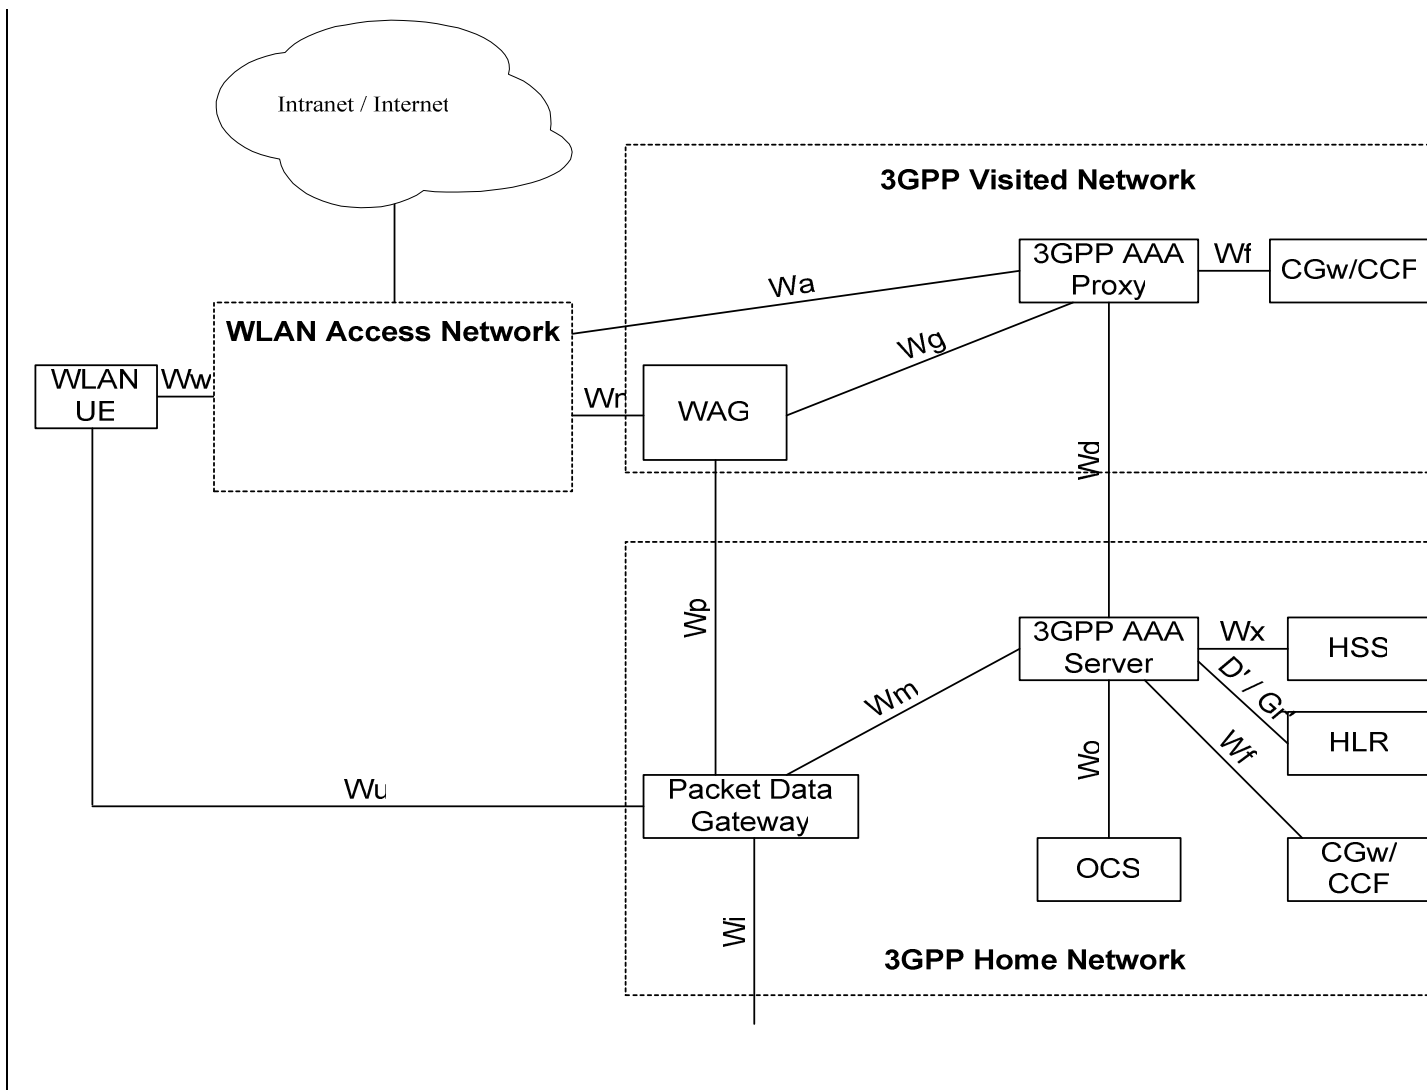 Intranet / Internet
3GPP Visited Network
3GPP AAA
Proxy
Wf
CGw/CCF
Wa
WLAN Access Network
Wg
WLAN
UE
Ww
Wn
WAG
Wd
Wp
3GPP AAA
Server
Wx
HSS
D' / Gr'
HLR
Wm
Wo
Wf
Wu
Packet Data
Gateway
OCS
CGw/
CCF
Wi
3GPP Home Network